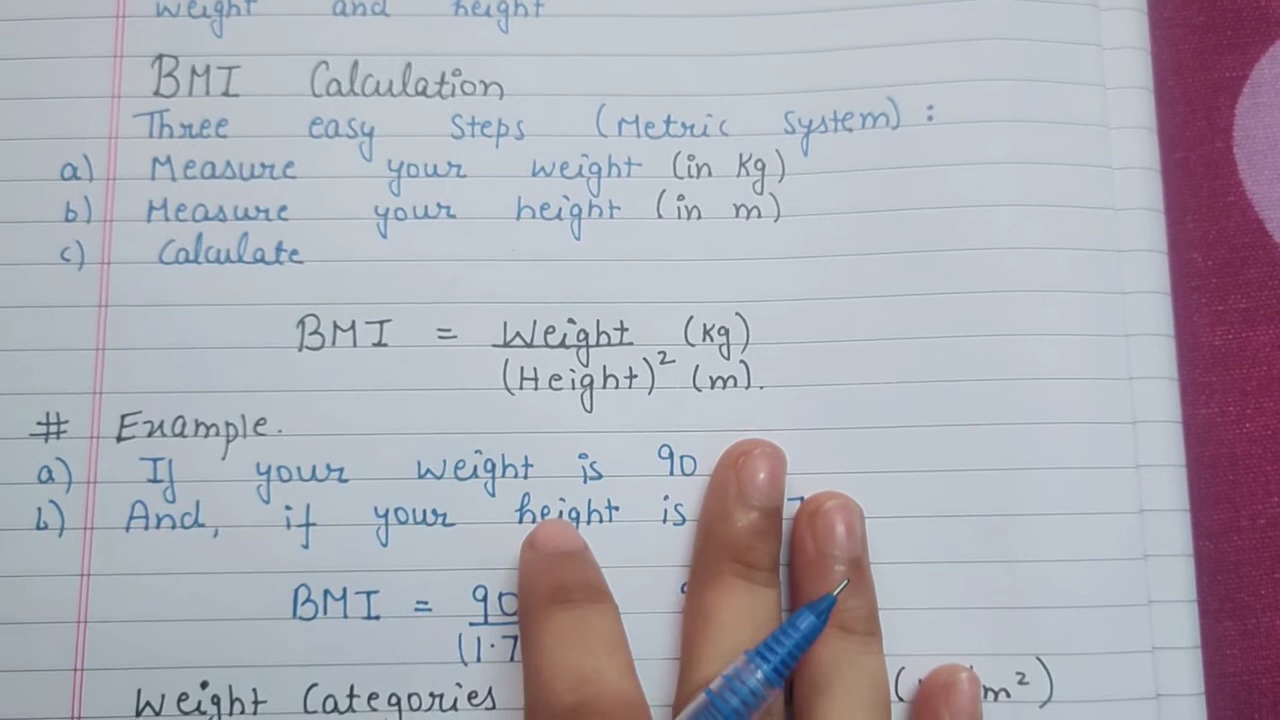 weight and height
BMI Calculation
Three easy steps (Metric system) :
a) Measure your weight (in Kg)
b) Measure your height (in m)
c) Calculate
BMI = Weight (Kg)
(Height)² (m).
# Example.
a) If your weight is 90
b) And, if your height is
BMI = 90
(1.7
Weight Categories ( m²)